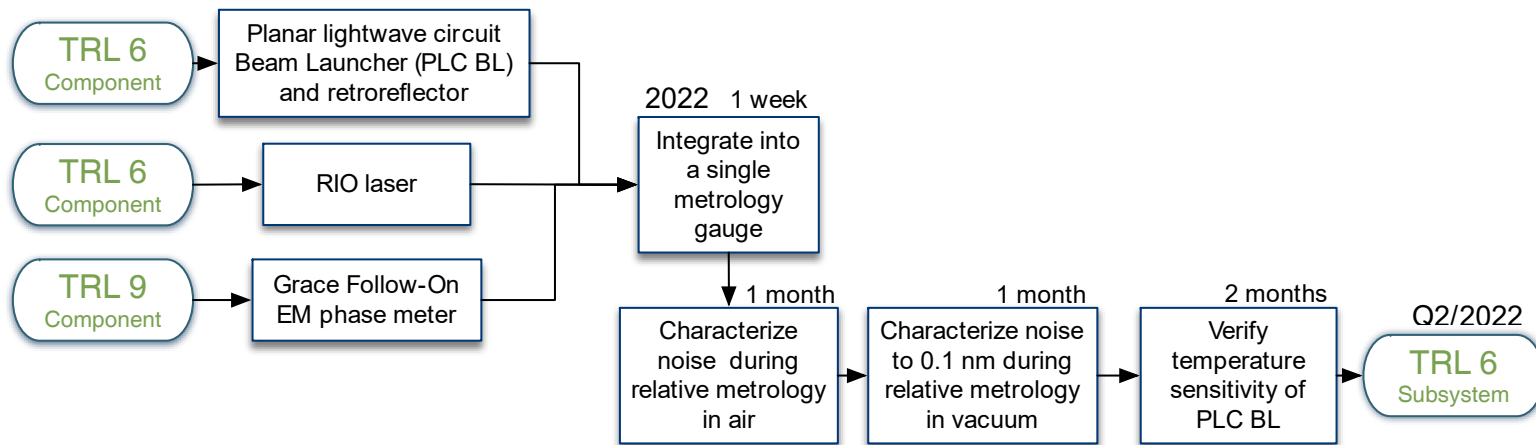 TRL 6
Component
Planar lightwave circuit
Beam Launcher (PLC BL)
and retroreflector
TRL 6
Component
RIO laser
TRL 9
Component
Grace Follow-On
EM phase meter
2022 1 week
Integrate into
a single
metrology
gauge
1 month
Characterize
noise during
relative metrology
in air
1 month
Characterize noise
to 0.1 nm during
relative metrology
in vacuum
2 months
Verify
temperature
sensitivity of
PLC BL
Q2/2022
TRL 6
Subsystem